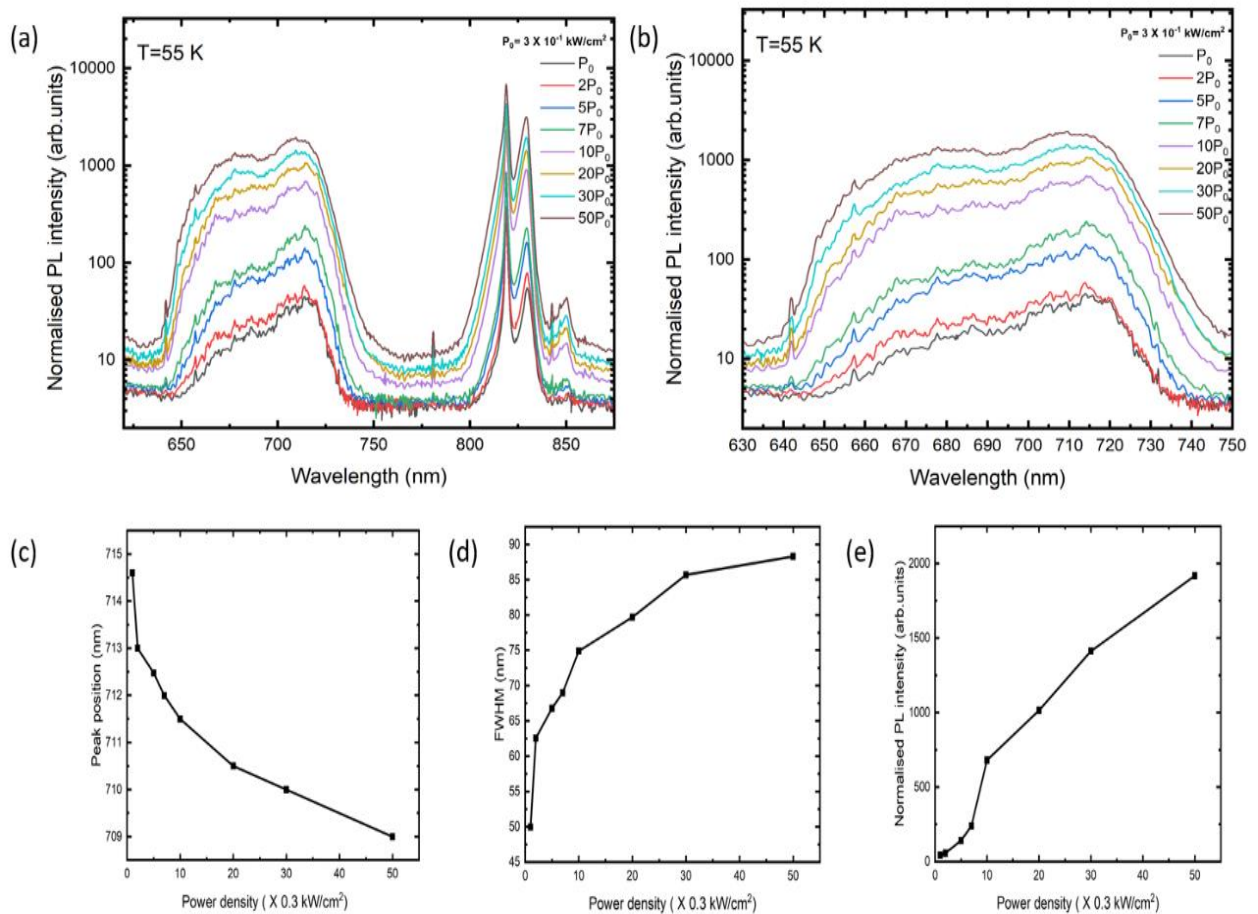 (a)
T=55 K
P₀= 3 X 10⁻¹ kW/cm²
P₀
2P₀
5P₀
7P₀
10P₀
20P₀
30P₀
50P₀
Normalised PL intensity (arb.units)
10000
1000
100
10
650 700 750 800 850
Wavelength (nm)
(b)
T=55 K
P₀= 3 X 10⁻¹ kW/cm²
P₀
2P₀
5P₀
7P₀
10P₀
20P₀
30P₀
50P₀
Normalised PL intensity (arb.units)
10000
1000
100
10
630 640 650 660 670 680 690 700 710 720 730 740 750
Wavelength (nm)
(c)
Peak position (nm)
715
714
713
712
711
710
709
0 10 20 30 40 50
Power density ( X 0.3 kW/cm²)
(d)
FWHM (nm)
90
85
80
75
70
65
60
55
50
45
0 10 20 30 40 50
Power density ( X 0.3 kW/cm²)
(e)
Normalised PL intensity (arb.units)
2000
1500
1000
500
0
0 10 20 30 40 50
Power density ( X 0.3 kW/cm²)